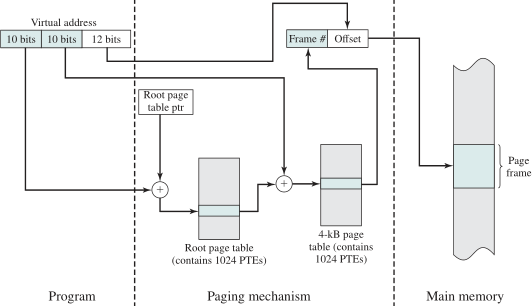 Virtual address
10 bits
10 bits
12 bits
Frame #
Offset
Root page
table ptr
+
+
Page
frame
Root page table
(contains 1024 PTEs)
4-kB page
table (contains
1024 PTEs)
Program
Paging mechanism
Main memory